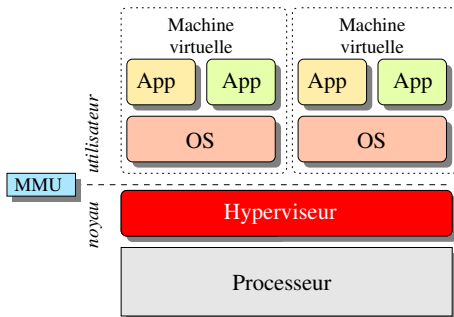 Machine
virtuelle
Machine
virtuelle
App
App
App
App
OS
OS
utilisateur
MMU
noyau
Hyperviseur
Processeur